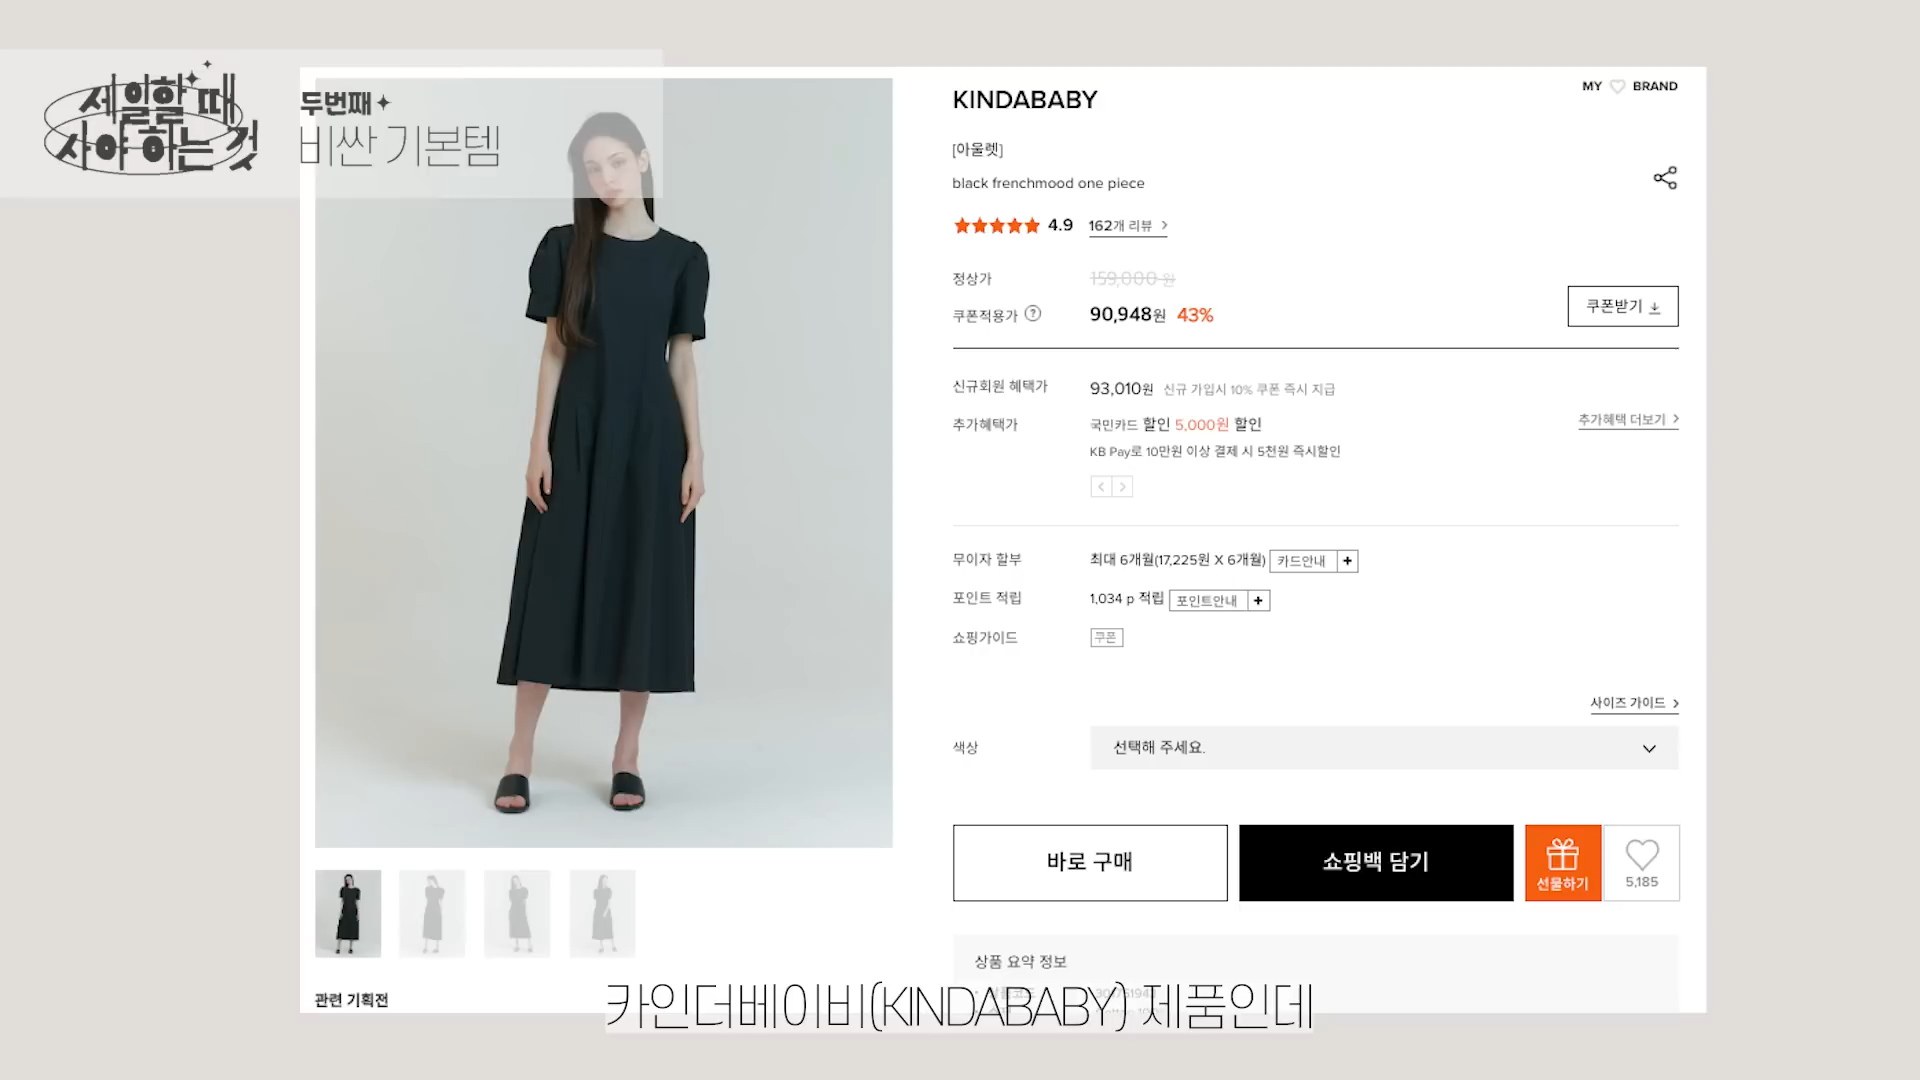 세일할 때
사야 하는 것
두번째
비싼 기본템
KINDABABY
MY BRAND
[아울렛]
black frenchmood one piece
4.9 162개 리뷰
정상가 159,000 원
쿠폰적용가 ? 90,948원 43%
쿠폰받기
신규회원 혜택가 93,010원 신규 가입시 10% 쿠폰 즉시 지급
추가혜택가 국민카드 할인 5,000원 할인
추가혜택 더보기
KB Pay로 10만원 이상 결제 시 5천원 즉시할인
무이자 할부 최대 6개월(17,225원 X 6개월) 카드안내 +
포인트 적립 1,034 p 적립 포인트안내 +
쇼핑가이드 쿠폰
사이즈 가이드
색상 선택해 주세요.
바로 구매
쇼핑백 담기
선물하기
5,185
상품 요약 정보
관련 기획전
카인더베이비(KINDABABY) 제품인데